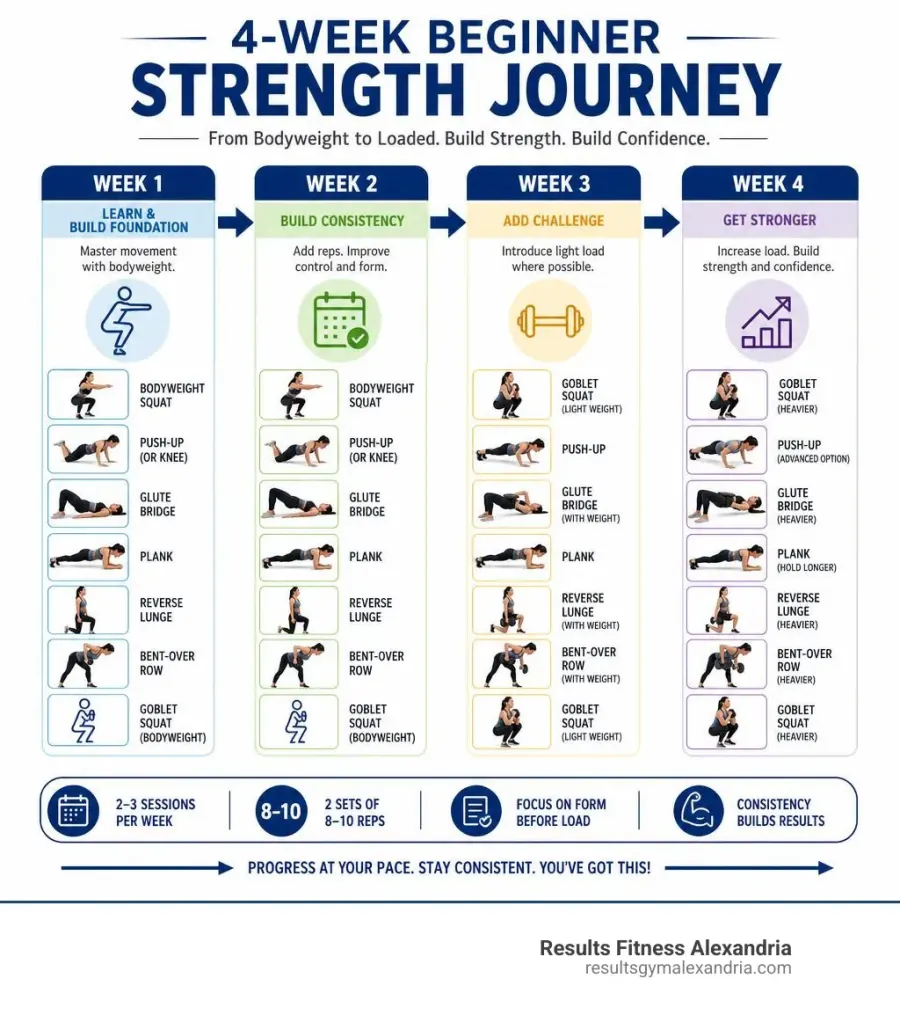 4-WEEK BEGINNER
STRENGTH JOURNEY
From Bodyweight to Loaded. Build Strength. Build Confidence.
WEEK 1
LEARN &
BUILD FOUNDATION
Master movement
with bodyweight.
BODYWEIGHT
SQUAT
PUSH-UP
(OR KNEE)
GLUTE
BRIDGE
PLANK
REVERSE
LUNGE
BENT-OVER
ROW
GOBLET
SQUAT
(BODYWEIGHT)
WEEK 2
BUILD CONSISTENCY
Add reps. Improve
control and form.
BODYWEIGHT
SQUAT
PUSH-UP
(OR KNEE)
GLUTE
BRIDGE
PLANK
REVERSE
LUNGE
BENT-OVER
ROW
GOBLET
SQUAT
(BODYWEIGHT)
WEEK 3
ADD CHALLENGE
Introduce light load
where possible.
GOBLET
SQUAT
(LIGHT WEIGHT)
PUSH-UP
GLUTE
BRIDGE
(WITH WEIGHT)
PLANK
REVERSE
LUNGE
(WITH WEIGHT)
BENT-OVER
ROW
(WITH WEIGHT)
GOBLET
SQUAT
(LIGHT WEIGHT)
WEEK 4
GET STRONGER
Increase load. Build
strength and confidence.
GOBLET
SQUAT
(HEAVIER)
PUSH-UP
(ADVANCED OPTION)
GLUTE
BRIDGE
(HEAVIER)
PLANK
(HOLD LONGER)
REVERSE
LUNGE
(HEAVIER)
BENT-OVER
ROW
(HEAVIER)
GOBLET
SQUAT
(HEAVIER)
2–3 SESSIONS
PER WEEK
8–10
2 SETS OF
8–10 REPS
FOCUS ON FORM
BEFORE LOAD
CONSISTENCY
BUILDS RESULTS
PROGRESS AT YOUR PACE. STAY CONSISTENT. YOU'VE GOT THIS!
Results Fitness Alexandria
resultsgymalexandria.com